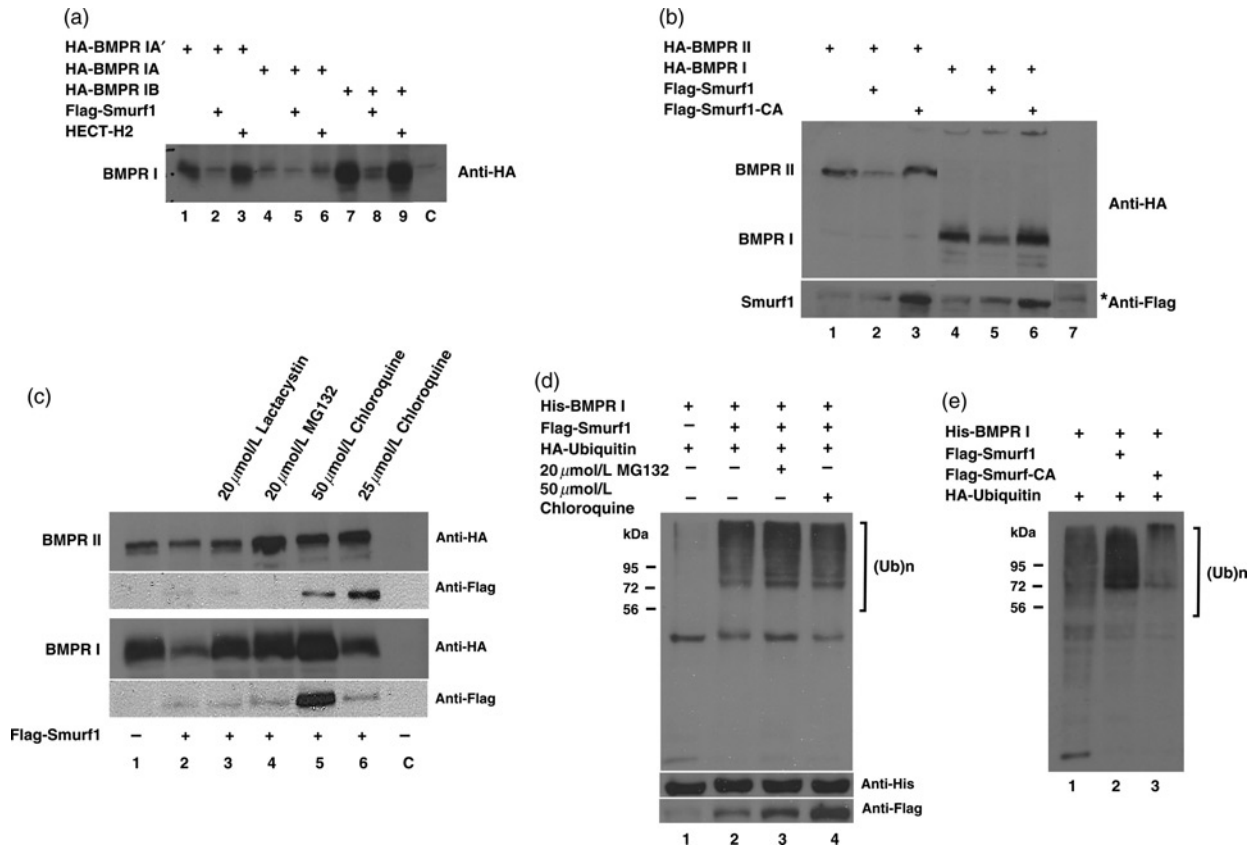 (a)
HA-BMPR IA′ + + +
HA-BMPR IA + + +
HA-BMPR IB + + +
Flag-Smurf1 + + +
HECT-H2 + + +
BMPR I
Anti-HA
1 2 3 4 5 6 7 8 9 C
(b)
HA-BMPR II + + +
HA-BMPR I + + +
Flag-Smurf1 + +
Flag-Smurf1-CA + +
BMPR II
BMPR I
Anti-HA
Smurf1
*Anti-Flag
1 2 3 4 5 6 7
(c)
20 μmol/L Lactacystin
20 μmol/L MG132
50 μmol/L Chloroquine
25 μmol/L Chloroquine
BMPR II
Anti-HA
Anti-Flag
BMPR I
Anti-HA
Anti-Flag
Flag-Smurf1 – + + + + + –
1 2 3 4 5 6 C
(d)
His-BMPR I + + + +
Flag-Smurf1 – + + +
HA-Ubiquitin + + + +
20 μmol/L MG132 – – + –
50 μmol/L – – – +
Chloroquine
kDa
95
72
56
(Ub)n
Anti-His
Anti-Flag
1 2 3 4
(e)
His-BMPR I + + +
Flag-Smurf1 +
Flag-Smurf-CA +
HA-Ubiquitin + + +
kDa
95
72
56
(Ub)n
1 2 3